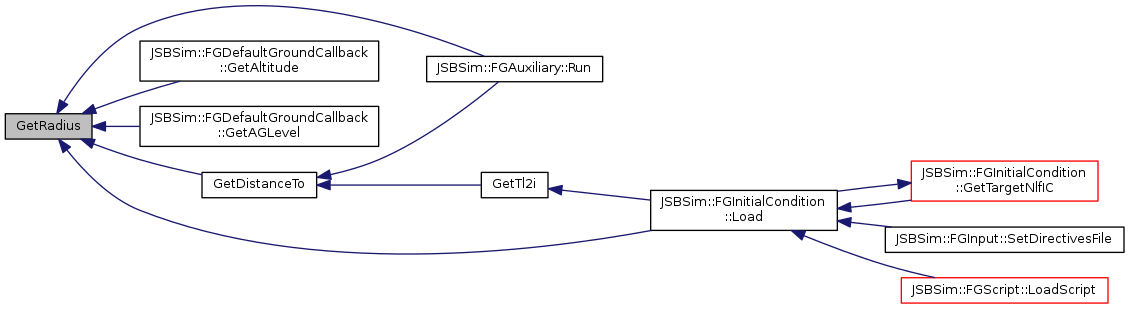 JSBSim::FGDefaultGroundCallback
::GetAltitude
JSBSim::FGAuxiliary::Run
GetRadius
JSBSim::FGDefaultGroundCallback
::GetAGLevel
GetDistanceTo
GetTl2i
JSBSim::FGInitialCondition
::Load
JSBSim::FGInitialCondition
::GetTargetNlfIC
JSBSim::FGInput::SetDirectivesFile
JSBSim::FGScript::LoadScript